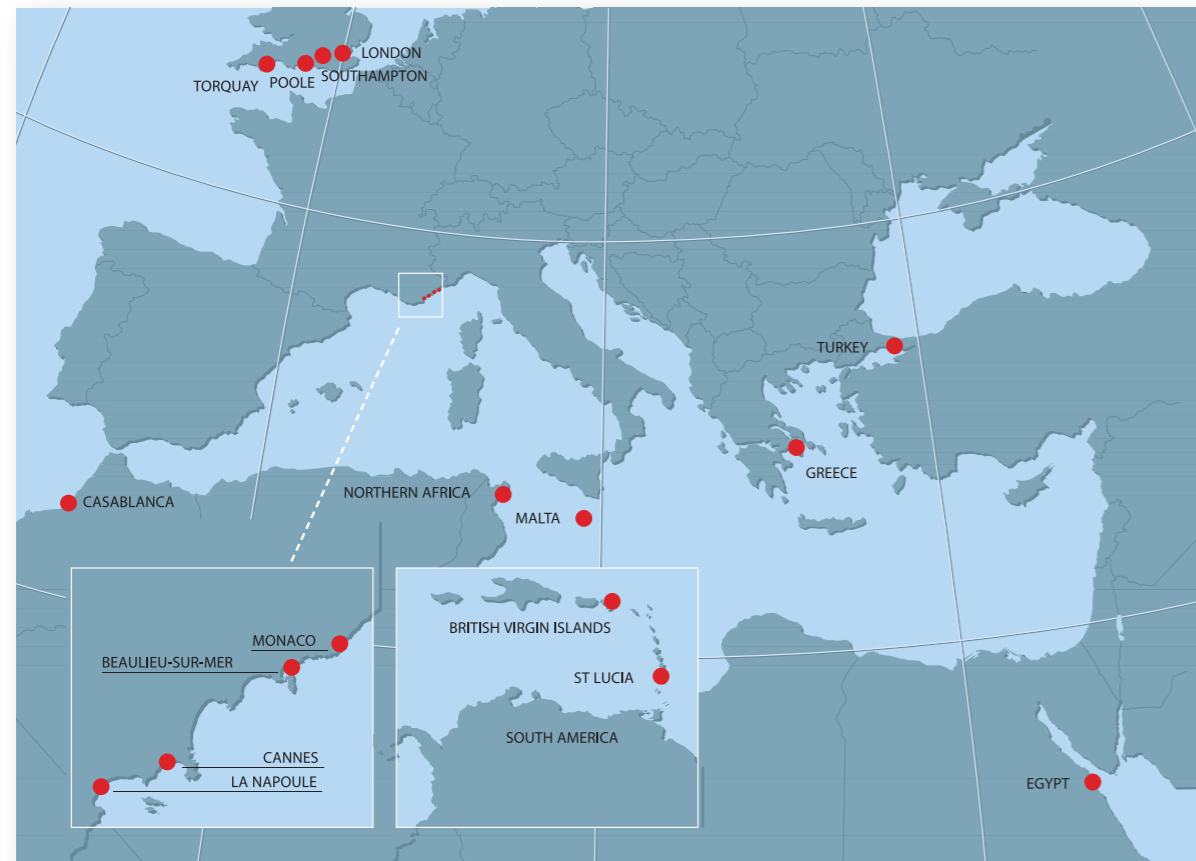 LONDON
SOUTHAMPTON
POOLE
TORQUAY
TURKEY
GREECE
NORTHERN AFRICA
CASABLANCA
MALTA
MONACO
BEAULIEU-SUR-MER
CANNES
LA NAPOULE
BRITISH VIRGIN ISLANDS
ST LUCIA
SOUTH AMERICA
EGYPT